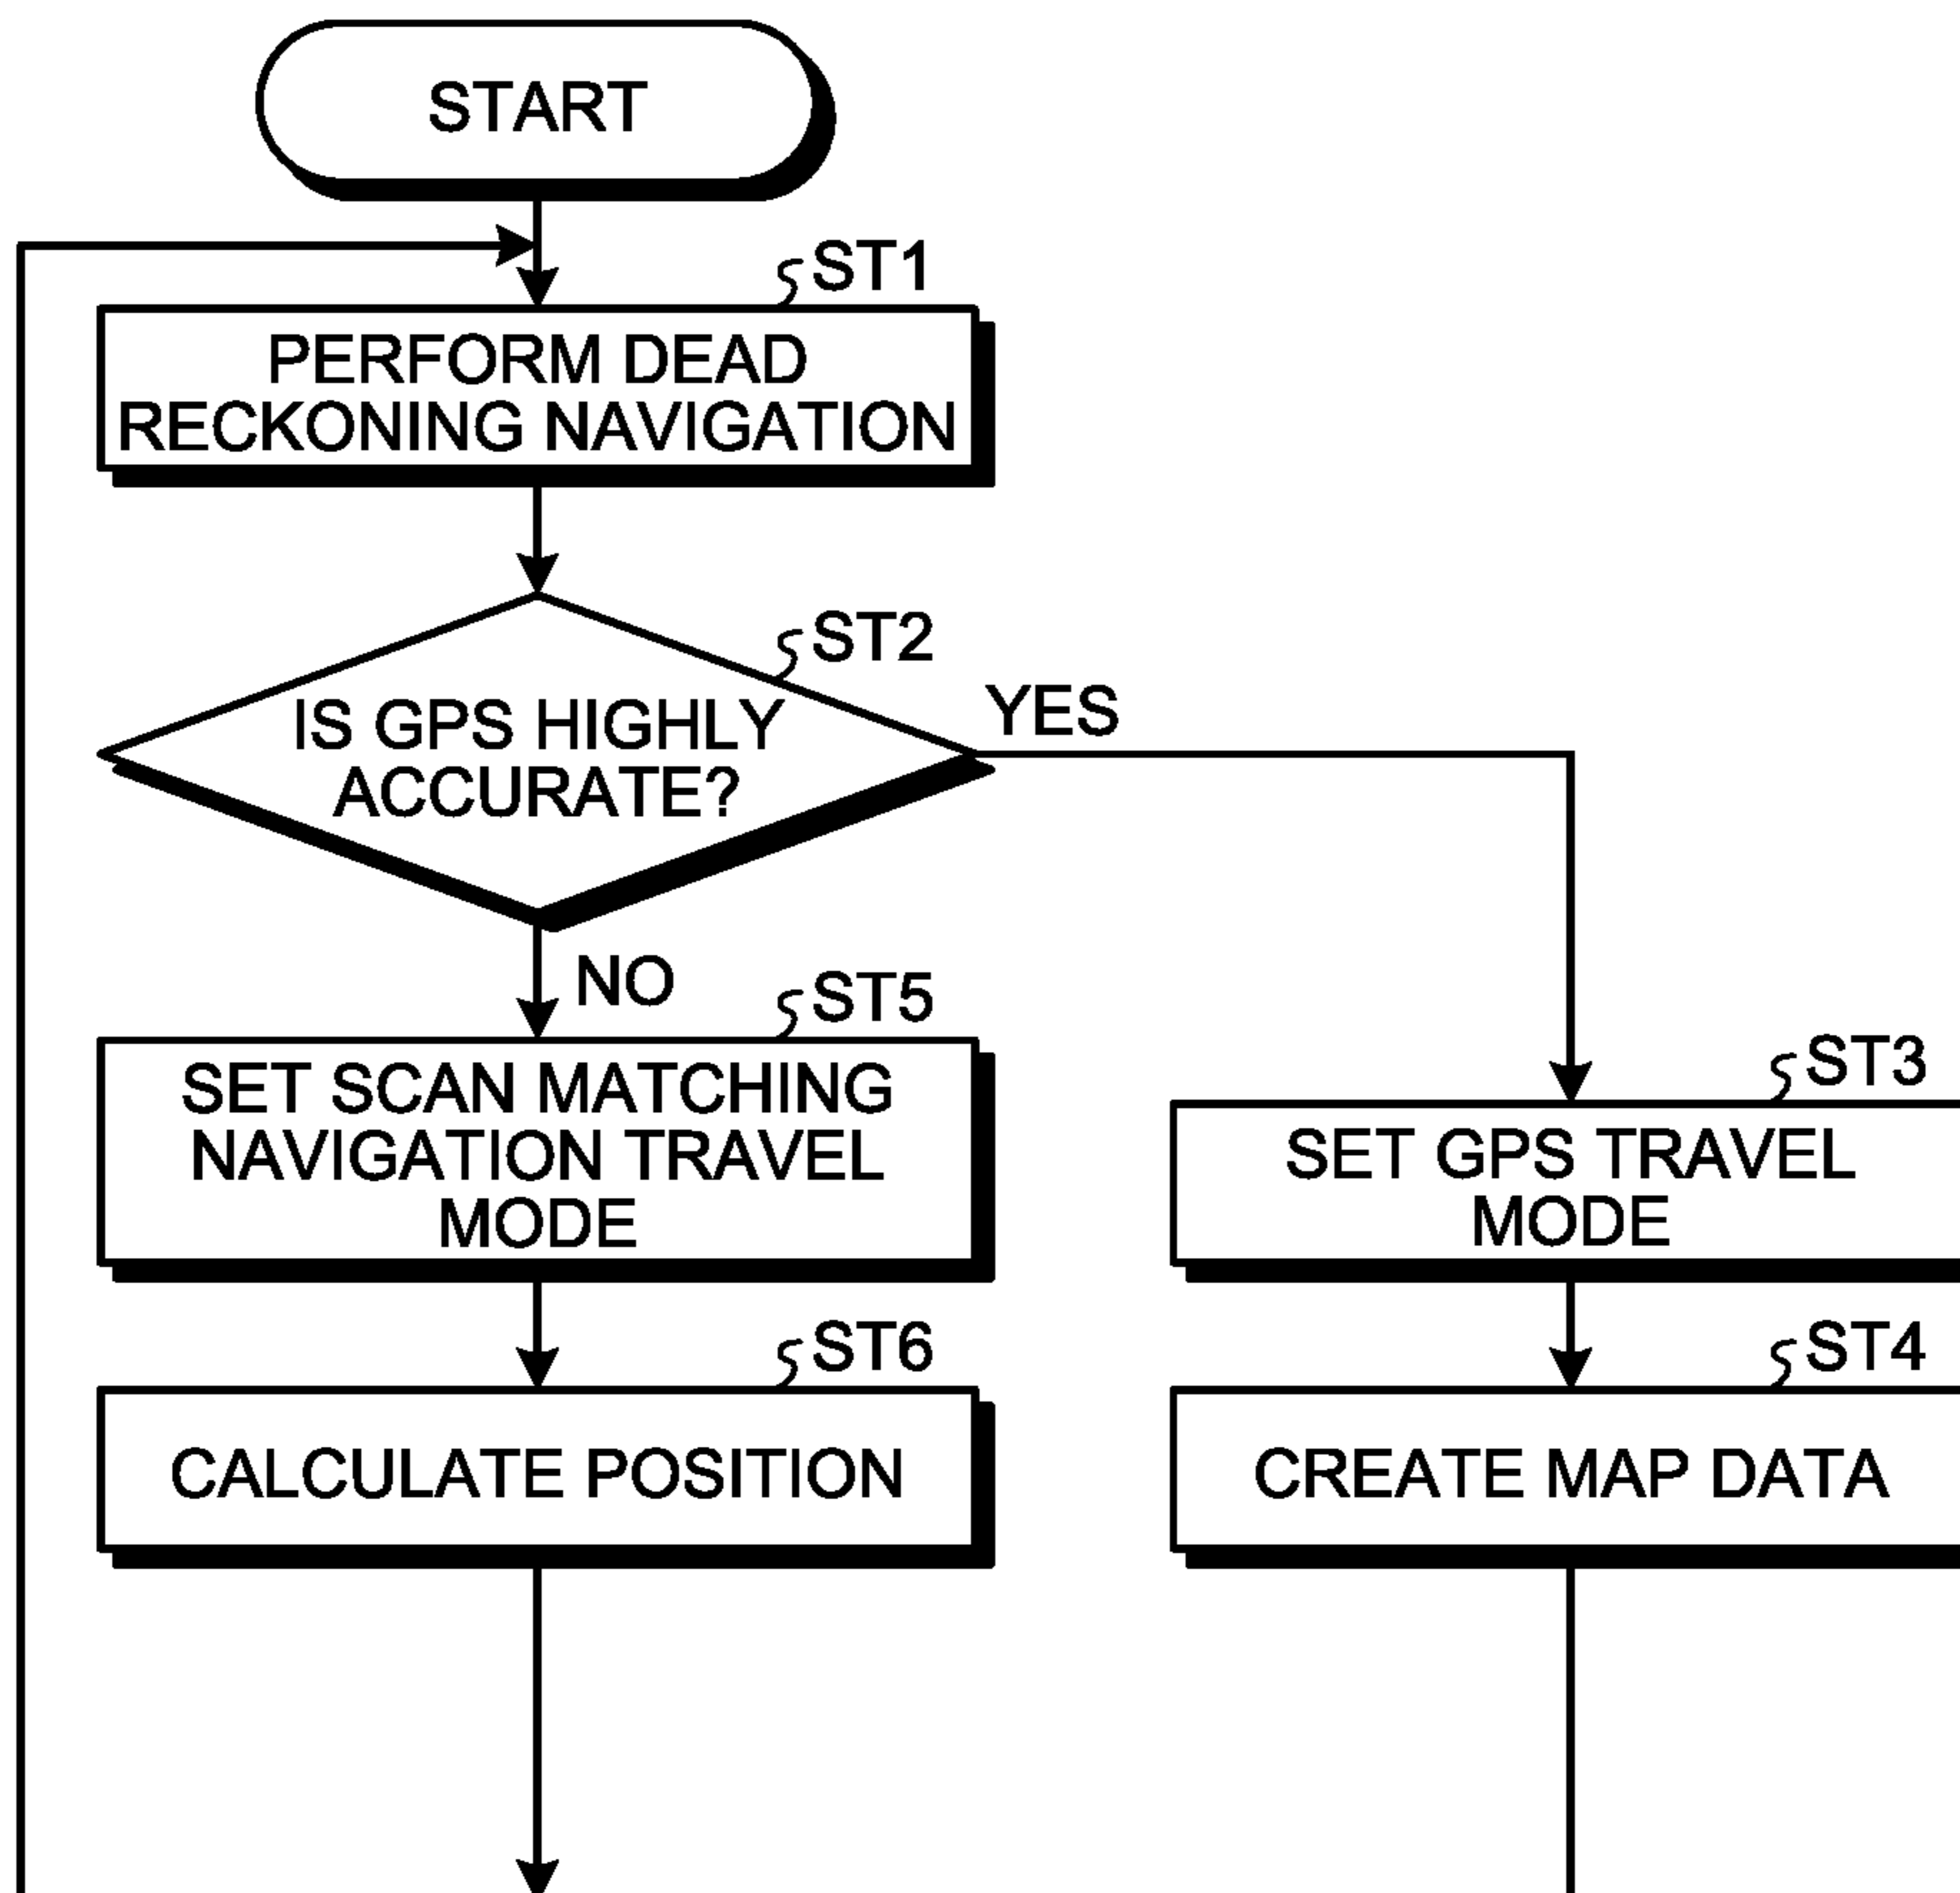 START
ST1
PERFORM DEAD
RECKONING NAVIGATION
ST2
IS GPS HIGHLY
ACCURATE?
YES
NO
ST5
SET SCAN MATCHING
NAVIGATION TRAVEL
MODE
ST3
SET GPS TRAVEL
MODE
ST6
CALCULATE POSITION
ST4
CREATE MAP DATA